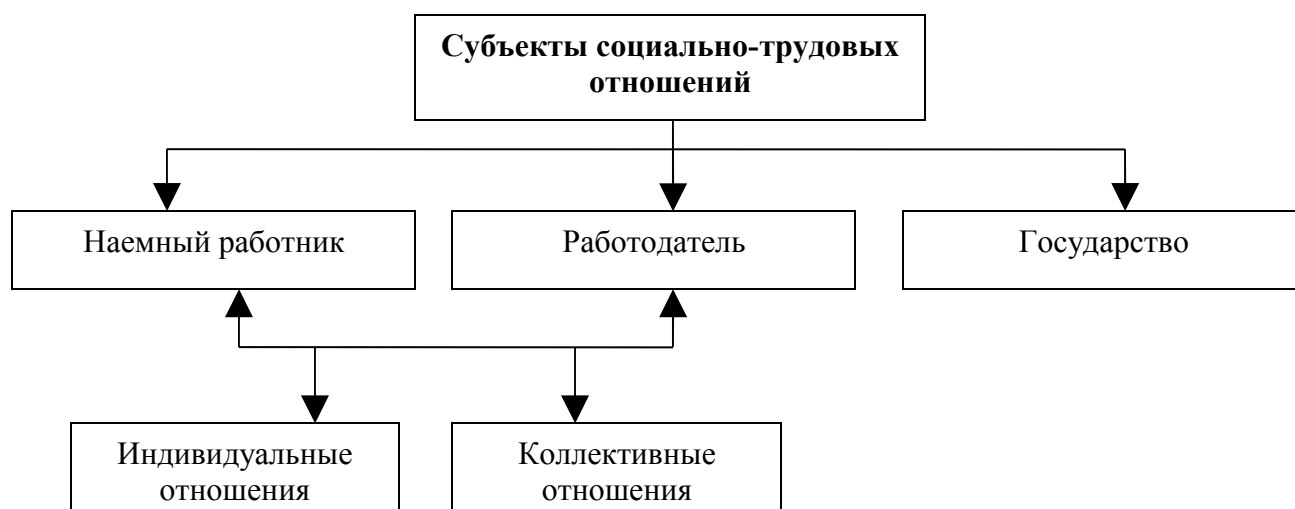 Субъекты социально-трудовых
отношений
Наемный работник
Работодатель
Государство
Индивидуальные
отношения
Коллективные
отношения